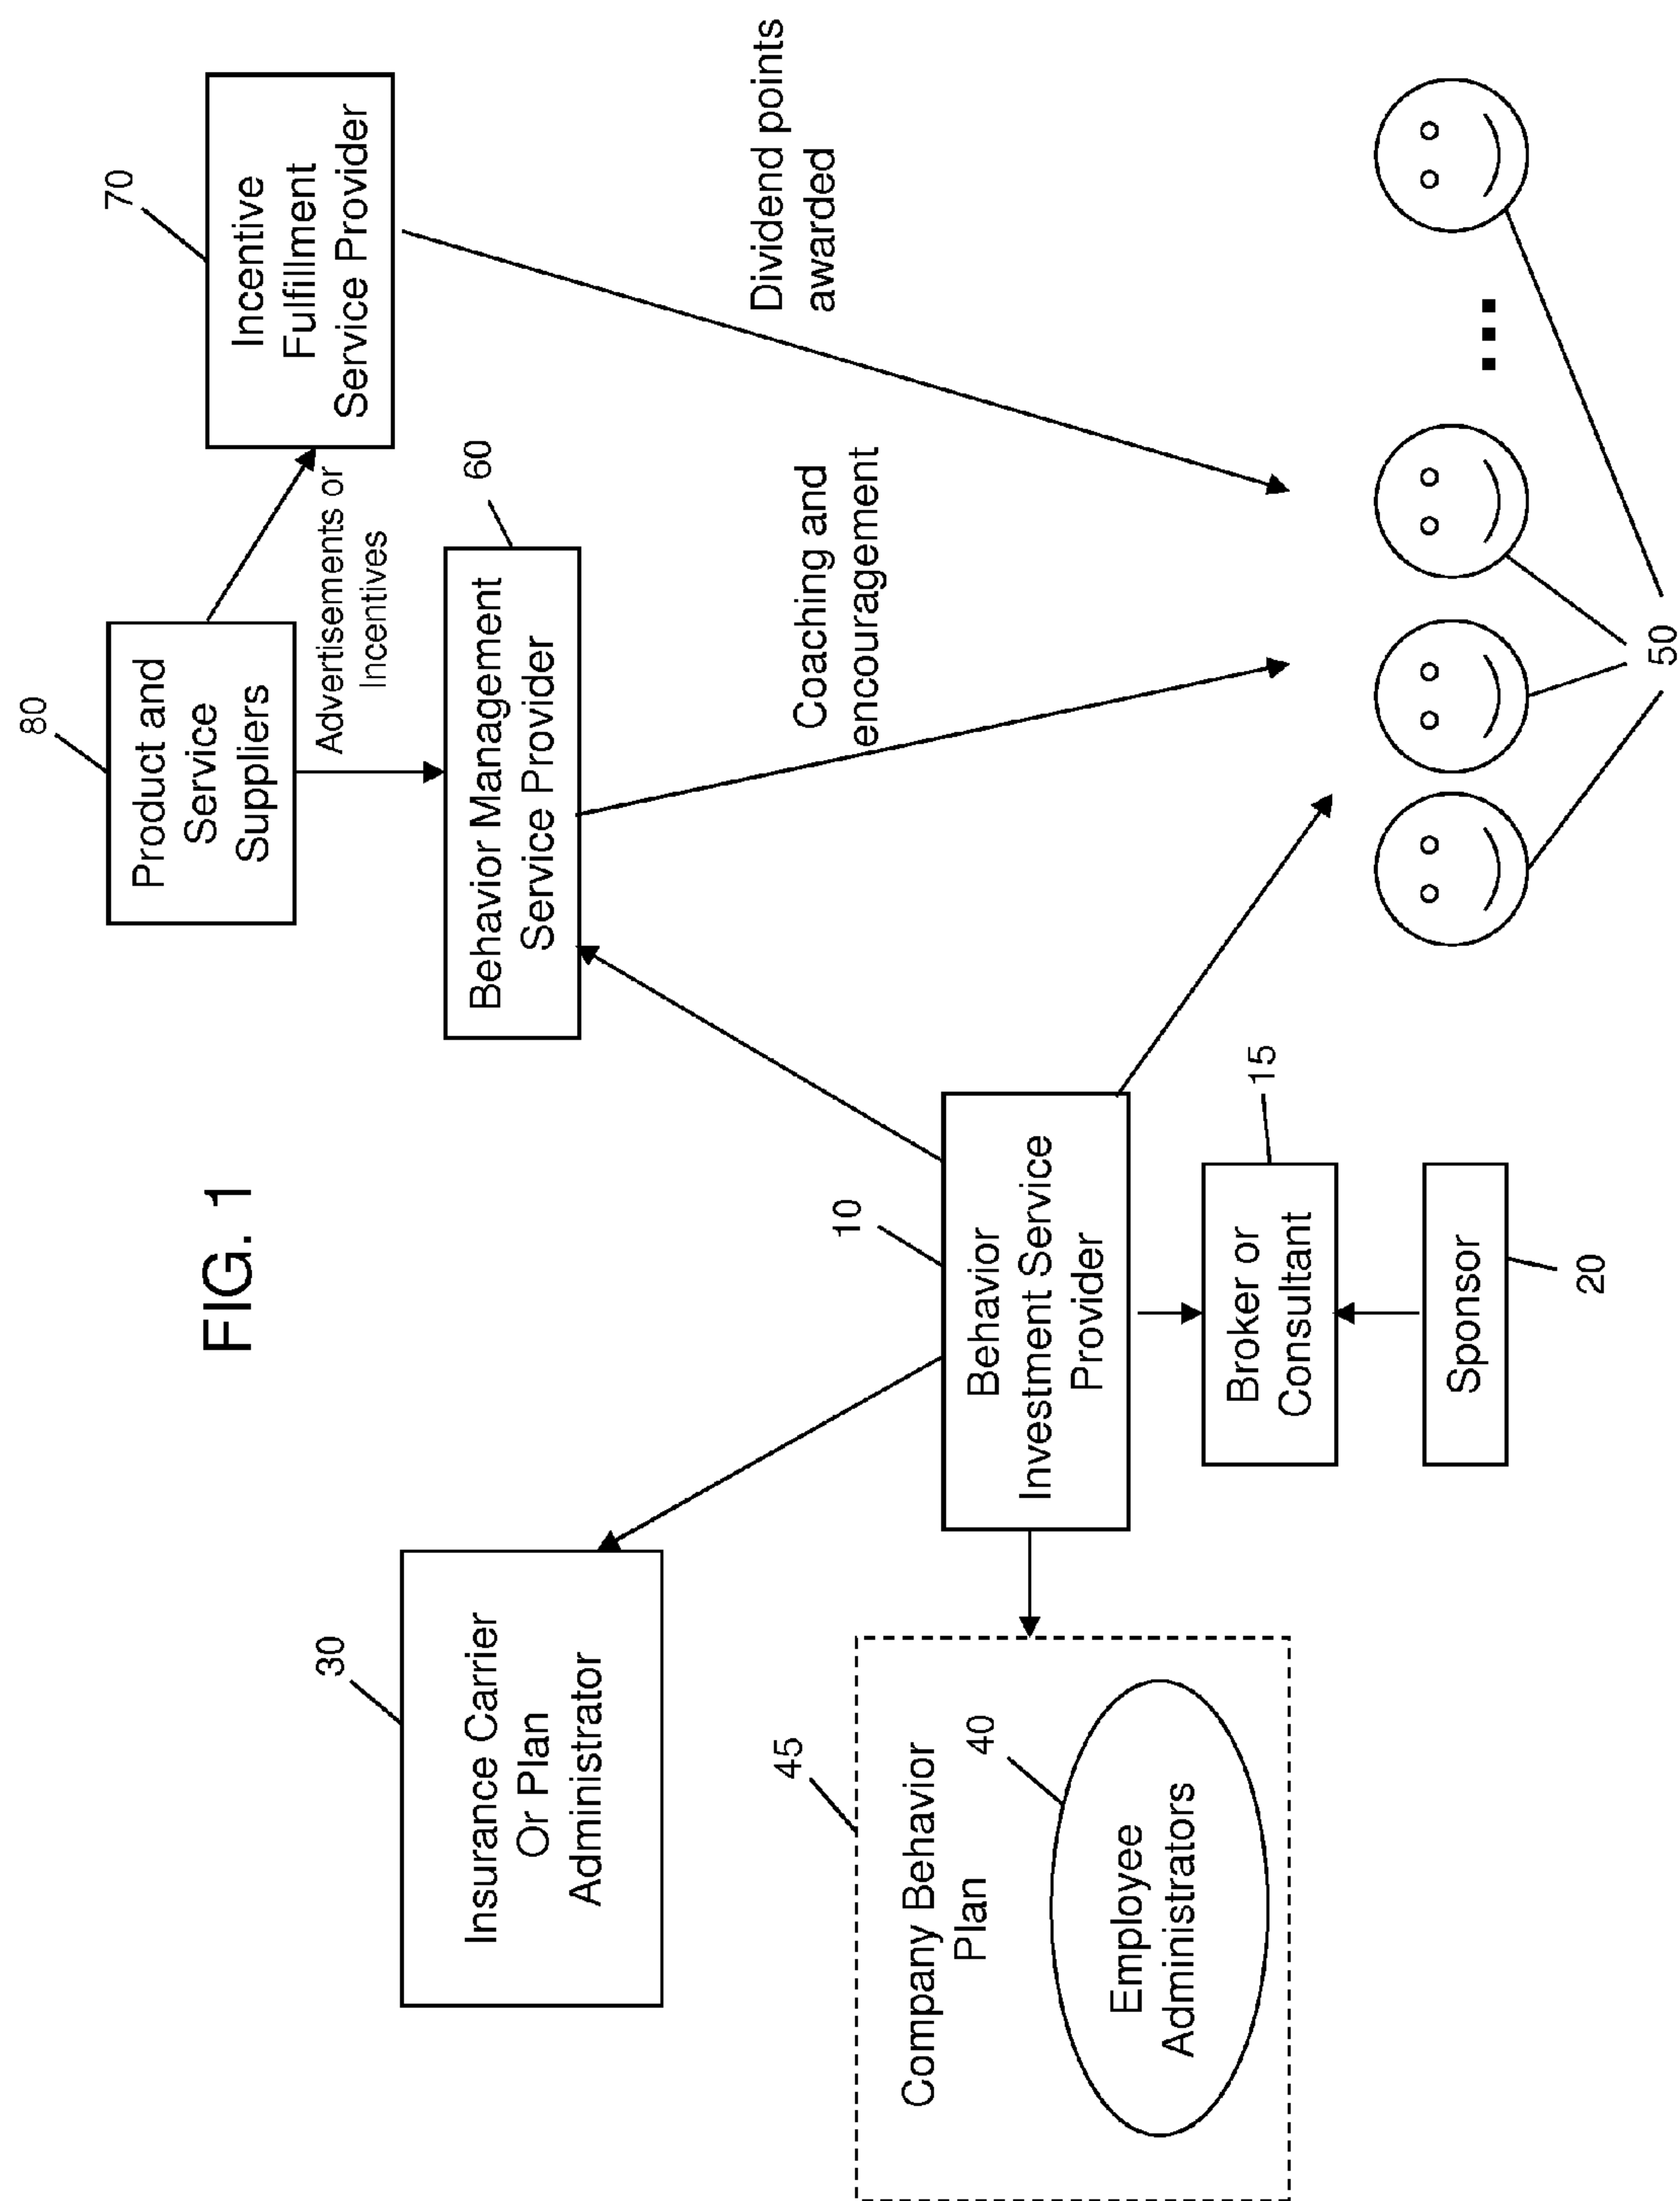 FIG. 1
80
Product and
Service
Suppliers
70
Incentive
Fulfillment
Service Provider
Advertisements or
Incentives
60
Behavior Management
Service Provider
30
Insurance Carrier
Or Plan
Administrator
Dividend points
awarded
Coaching and
encouragement
45
Company Behavior
Plan
40
Employee
Administrators
10
Behavior
Investment Service
Provider
15
Broker or
Consultant
Sponsor
20
50